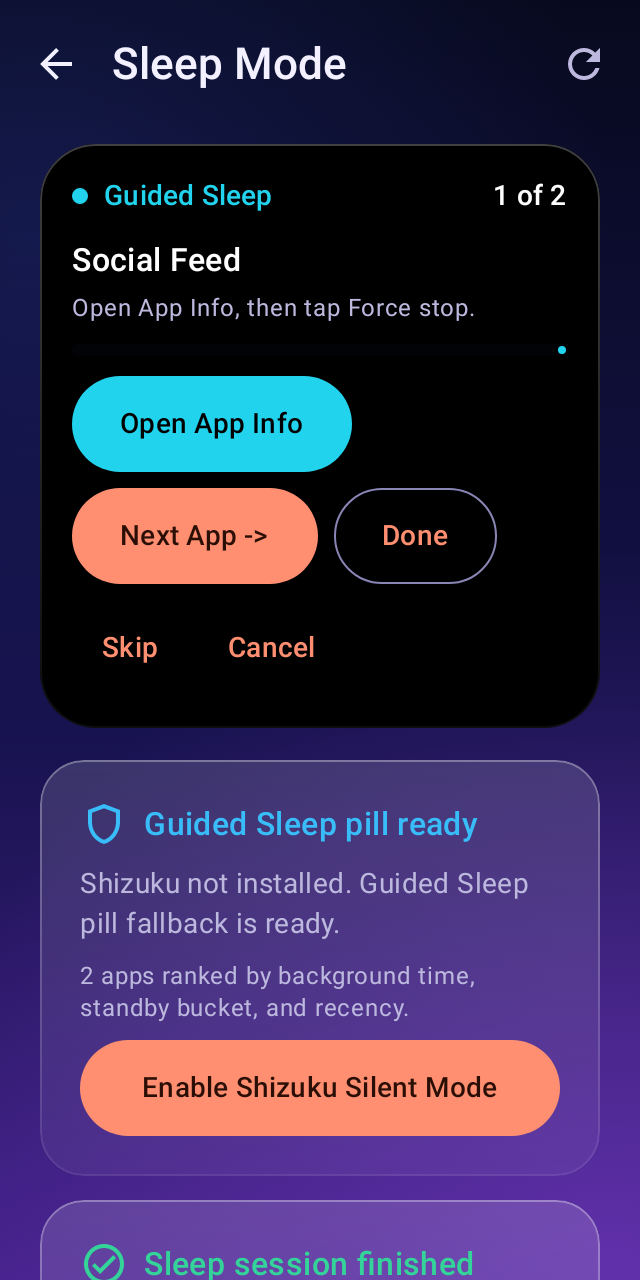 Sleep Mode
Guided Sleep
1 of 2
Social Feed
Open App Info, then tap Force stop.
Open App Info
Next App ->
Done
Skip
Cancel
Guided Sleep pill ready
Shizuku not installed. Guided Sleep
pill fallback is ready.
2 apps ranked by background time,
standby bucket, and recency.
Enable Shizuku Silent Mode
Sleep session finished